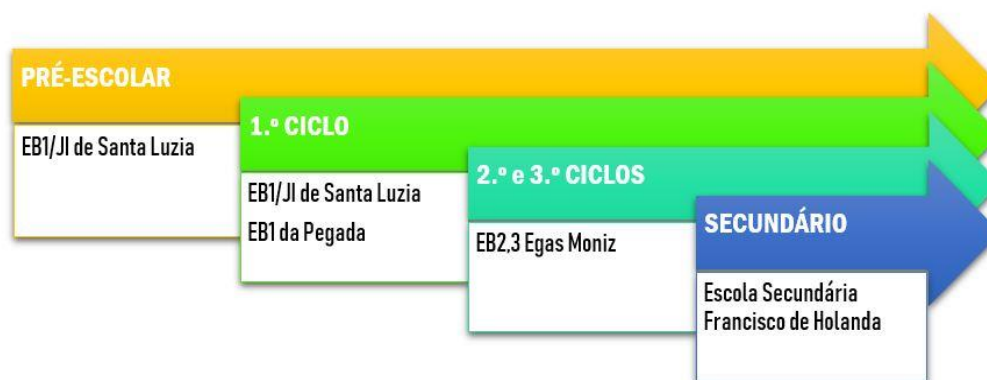 PRÉ-ESCOLAR
EB1/JI de Santa Luzia
1.º CICLO
EB1/JI de Santa Luzia
EB1 da Pegada
2.º e 3.º CICLOS
EB2,3 Egas Moniz
SECUNDÁRIO
Escola Secundária
Francisco de Holanda